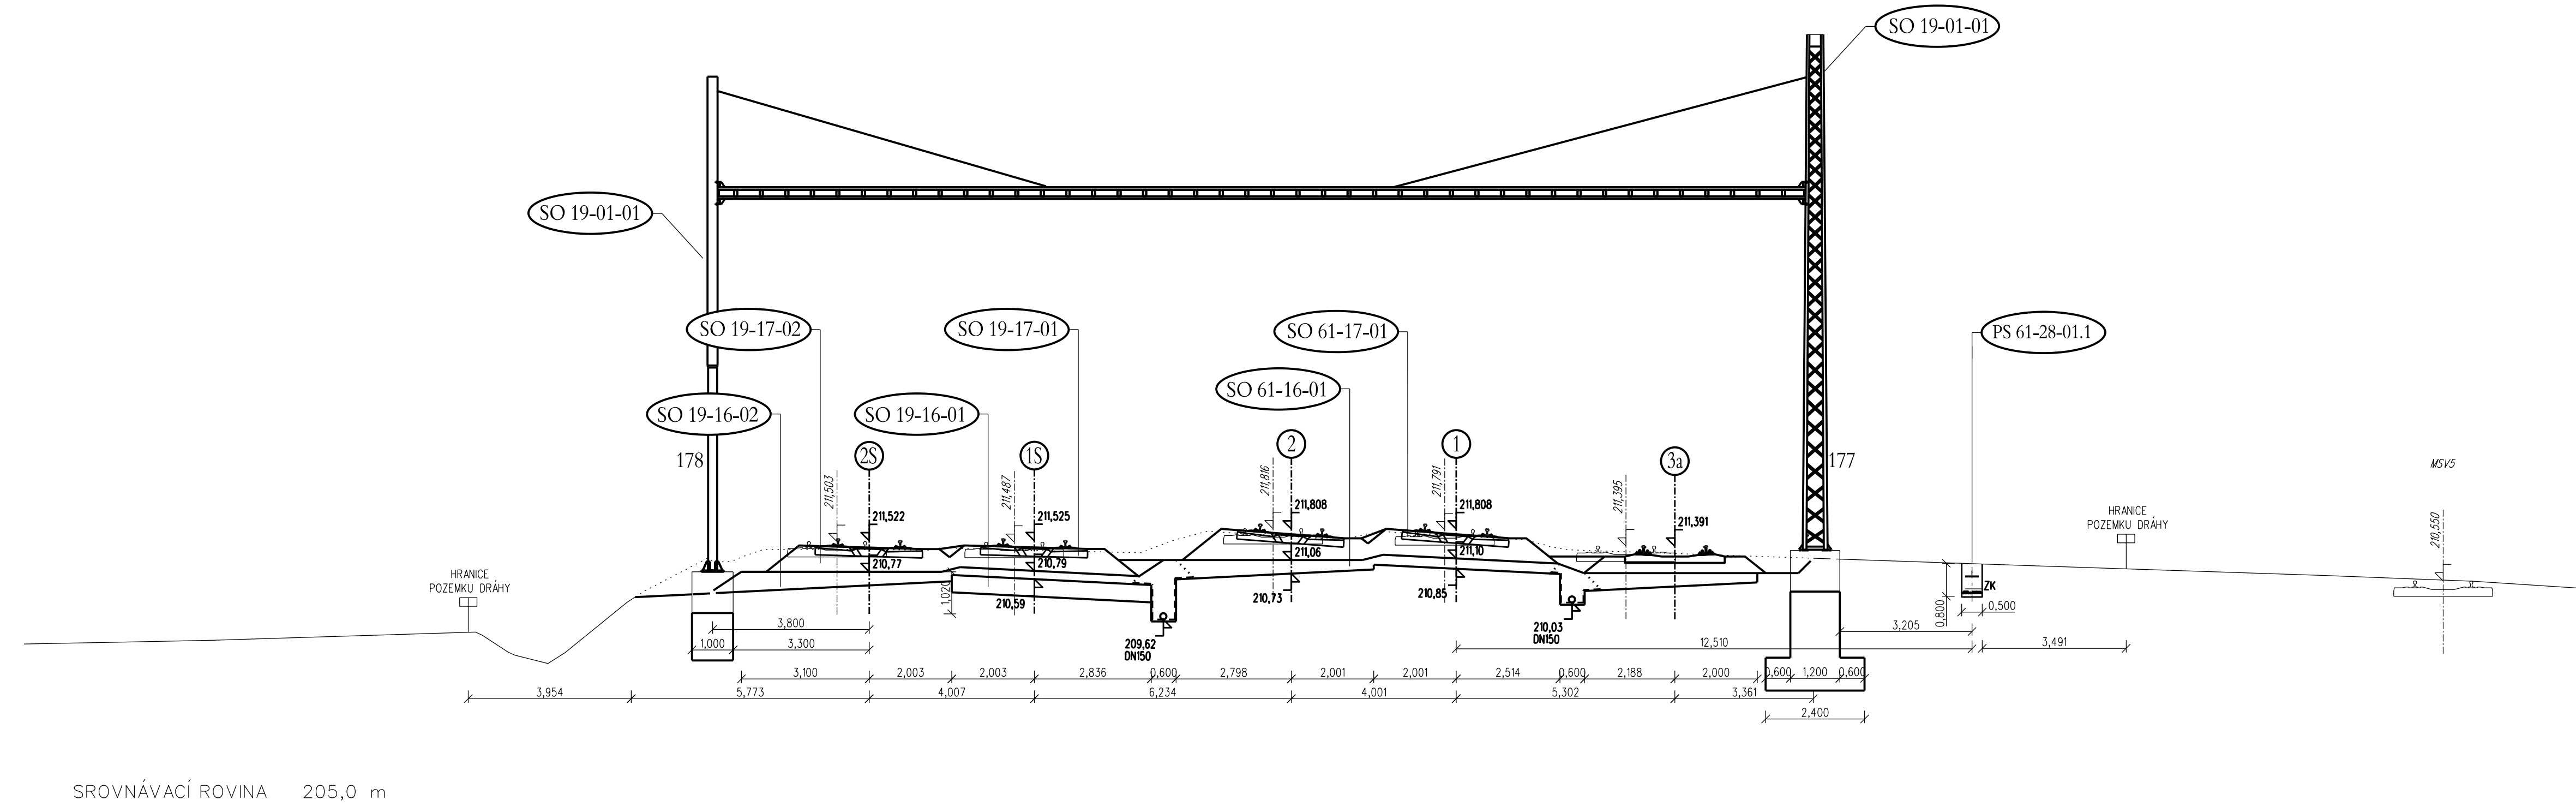 SO 19-01-01
SO 19-01-01
SO 19-17-02
SO 19-17-01
SO 61-17-01
PS 61-28-01.1
SO 61-16-01
SO 19-16-02
SO 19-16-01
178
2S
1S
2
1
3a
177
MSV5
211,503
211,487
211,816
211,791
211,395
210,550
211,522
211,525
211,808
211,808
211,391
HRANICE
POZEMKU DRÁHY
210,77
210,79
211,06
211,10
HRANICE
POZEMKU DRÁHY
1,020
210,59
210,73
210,85
ZK
0,800
0,500
3,800
209,62
DN150
210,03
DN150
3,205
1,000
3,300
12,510
3,491
3,100
2,003
2,003
2,836
0,600
2,798
2,001
2,001
2,514
0,600
2,188
2,000
0,600
1,200
0,600
3,954
5,773
4,007
6,234
4,001
5,302
3,361
2,400
SROVNÁVACÍ ROVINA 205,0 m